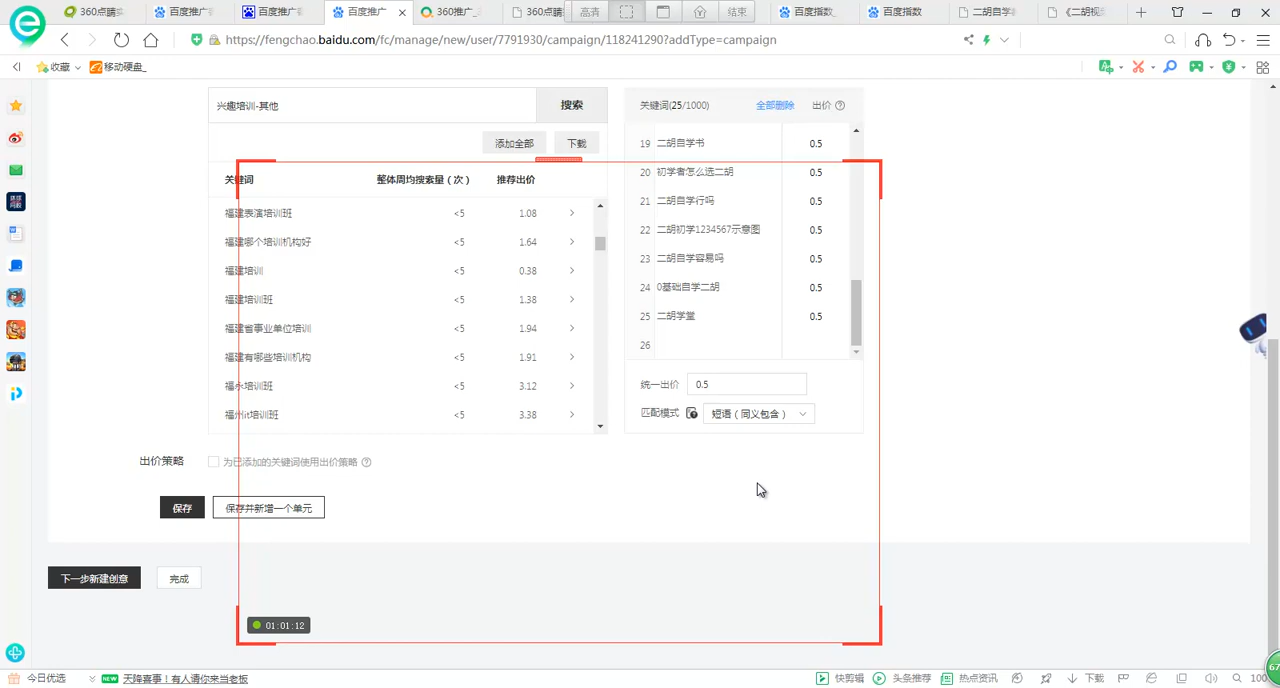 360点睛实
百度推广
百度推广
百度推广
360推广
360点睛
高清
结束
百度指数
百度指数
二胡自学
《二胡视
https://fengchao.baidu.com/fc/manage/new/user/7791930/campaign/118241290?addType=campaign
收藏
移动硬盘_
兴趣培训-其他
搜索
关键词(25/1000)
全部删除
出价
添加全部
下载
关键词
整体周均搜索量（次）
推荐出价
福建表演培训班 <5 1.08
福建哪个培训机构好 <5 1.64
福建培训 <5 0.38
福建培训班 <5 1.38
福建省事业单位培训 <5 1.94
福建有哪些培训机构 <5 1.91
福永培训班 <5 3.12
福州it培训班 <5 3.38
19 二胡自学书 0.5
20 初学者怎么选二胡 0.5
21 二胡自学行吗 0.5
22 二胡初学1234567示意图 0.5
23 二胡自学容易吗 0.5
24 0基础自学二胡 0.5
25 二胡学堂 0.5
26
统一出价 0.5
匹配模式 短语（同义包含）
出价策略
为已添加的关键词使用出价策略
保存
保存并新增一个单元
下一步新建创意
完成
01:01:12
今日优选
NEW
天降喜事！有人请你来当老板
快剪辑
头条推荐
热点资讯
下载
100
67